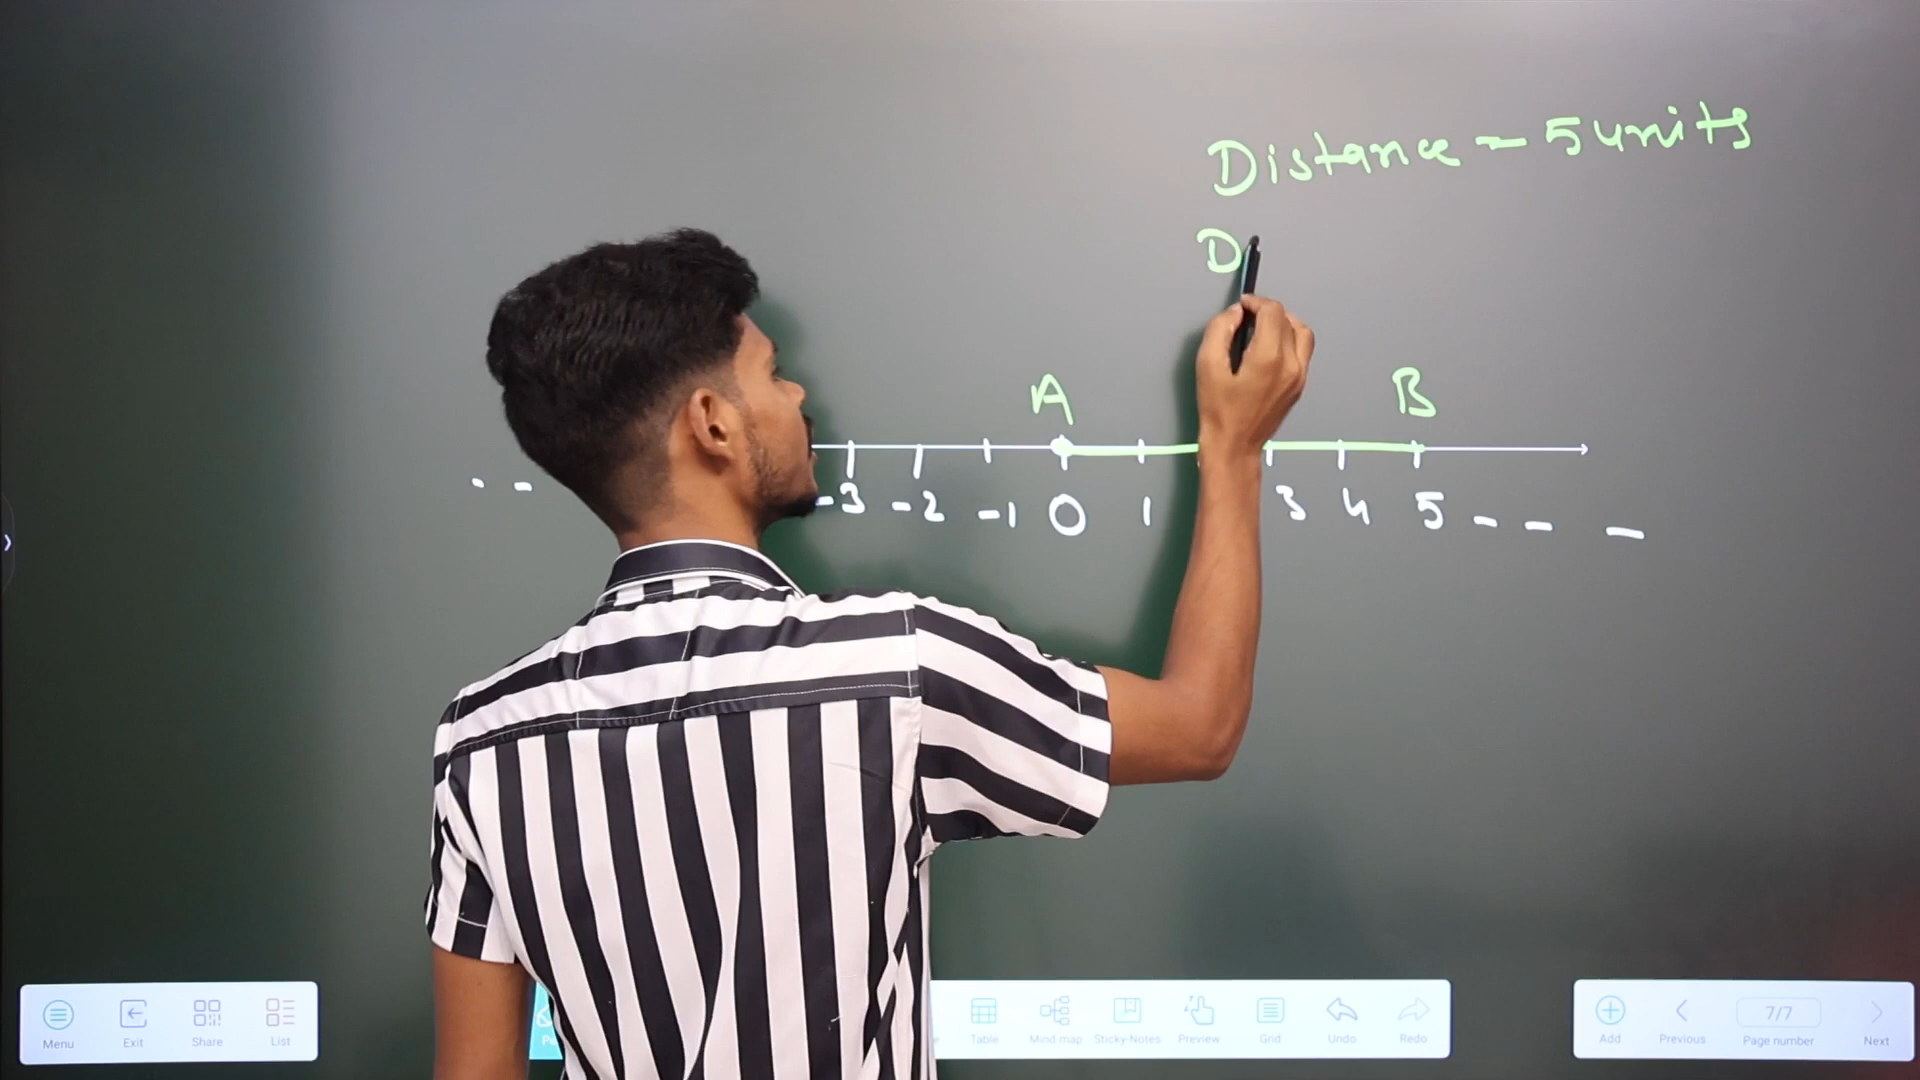 Distance = 5 units
D
A B
-3 -2 -1 0 1 3 4 5 - - -
Menu Exit Share List Table Mind map Sticky Notes Preview Grid Undo Redo Add Previous 7/7 Page number Next